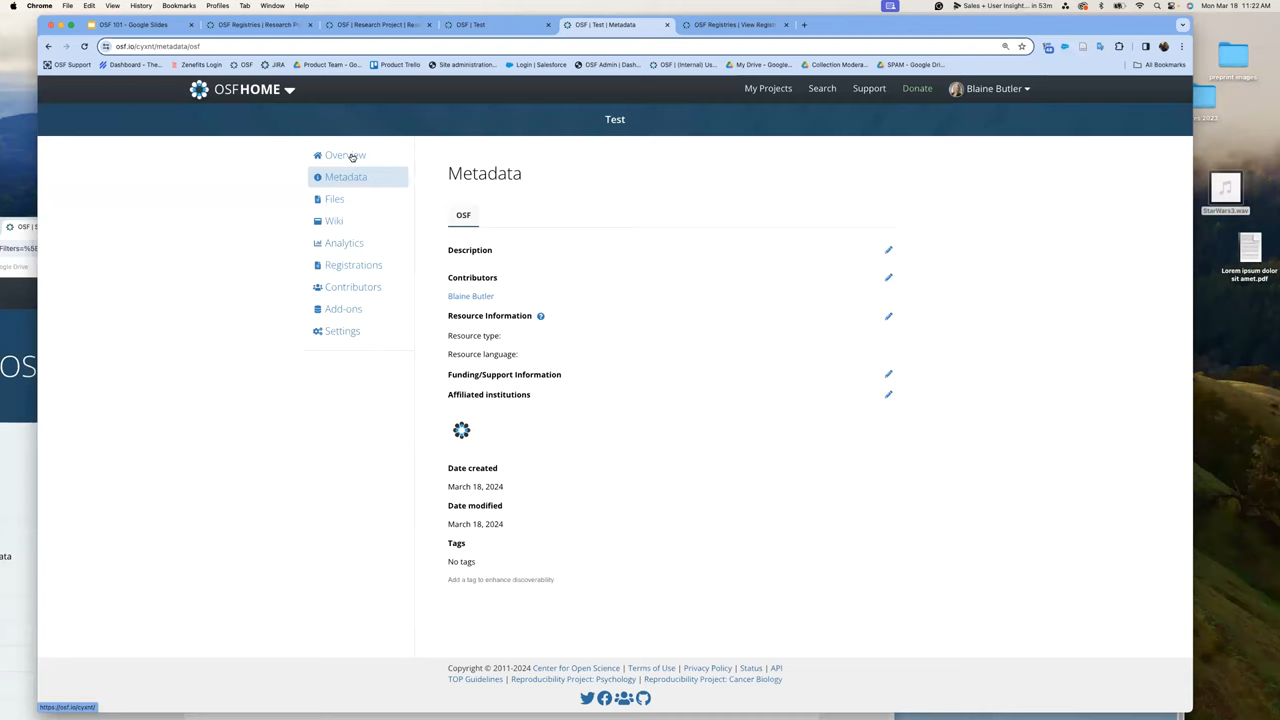 Chrome File Edit View History Bookmarks Profiles Tab Window Help
Sales + User Insight... in 53m
Mon Mar 18 11:22 AM
OSF 101 - Google Slides
OSF Registries | Research Pr
OSF | Research Project | Re
OSF | Test
OSF | Test | Metadata
OSF Registries | View Regist
osf.io/cyxnt/metadata/osf
OSF Support
Dashboard - The...
Zenefits Login
OSF
JIRA
Product Team - Go...
Product Trello
Site administration...
Login | Salesforce
OSF Admin | Dash...
OSF | (Internal) Us...
My Drive - Google...
Collection Modera...
SPAM - Google Dri...
All Bookmarks
OSFHOME
My Projects
Search
Support
Donate
Blaine Butler
Test
Overview
Metadata
Files
Wiki
Analytics
Registrations
Contributors
Add-ons
Settings
Metadata
OSF
Description
Contributors
Blaine Butler
Resource Information
Resource type:
Resource language:
Funding/Support Information
Affiliated institutions
Date created
March 18, 2024
Date modified
March 18, 2024
Tags
No tags
Add a tag to enhance discoverability
Copyright © 2011-2024 Center for Open Science | Terms of Use | Privacy Policy | Status | API
TOP Guidelines | Reproducibility Project: Psychology | Reproducibility Project: Cancer Biology
https://osf.io/cyxnt/
preprint images
2023
StarWars3.wav
Lorem ipsum dolor
sit amet.pdf
OSF | S
Filters=%5B
ogle Drive
OSF
ata